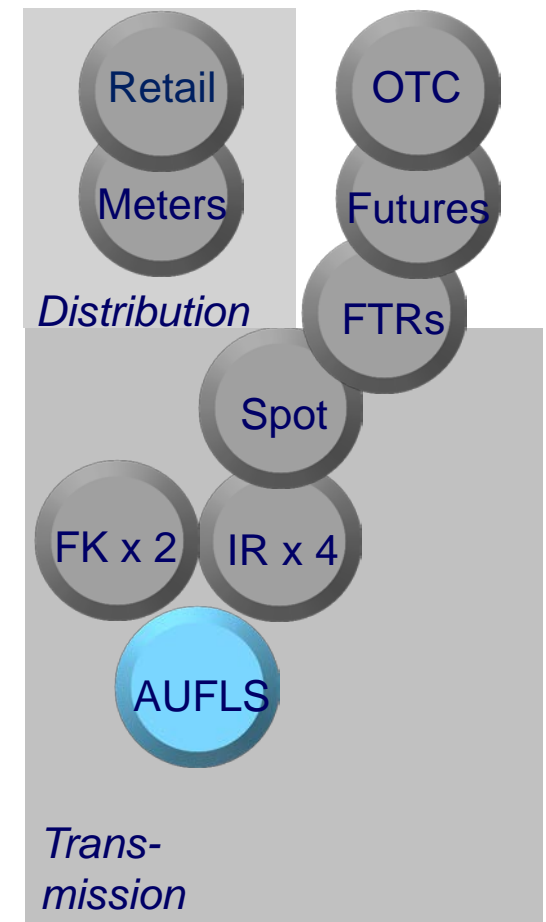 Retail
OTC
Meters
Futures
Distribution
FTRs
Spot
FK x 2
IR x 4
AUFLS
Trans-
mission